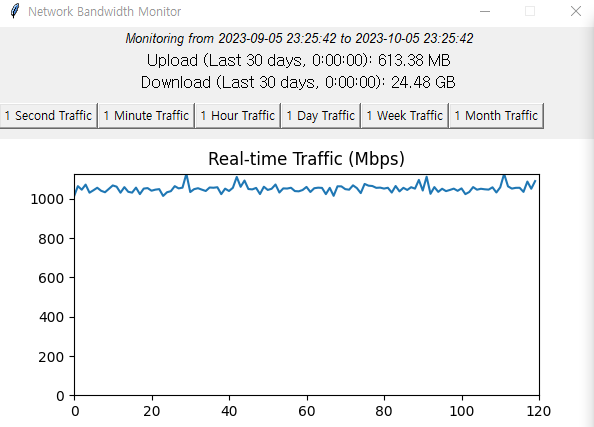 Network Bandwidth Monitor
Monitoring from 2023-09-05 23:25:42 to 2023-10-05 23:25:42
Upload (Last 30 days, 0:00:00): 613.38 MB
Download (Last 30 days, 0:00:00): 24.48 GB
1 Second Traffic 1 Minute Traffic 1 Hour Traffic 1 Day Traffic 1 Week Traffic 1 Month Traffic
Real-time Traffic (Mbps)
1000
800
600
400
200
0
0 20 40 60 80 100 120